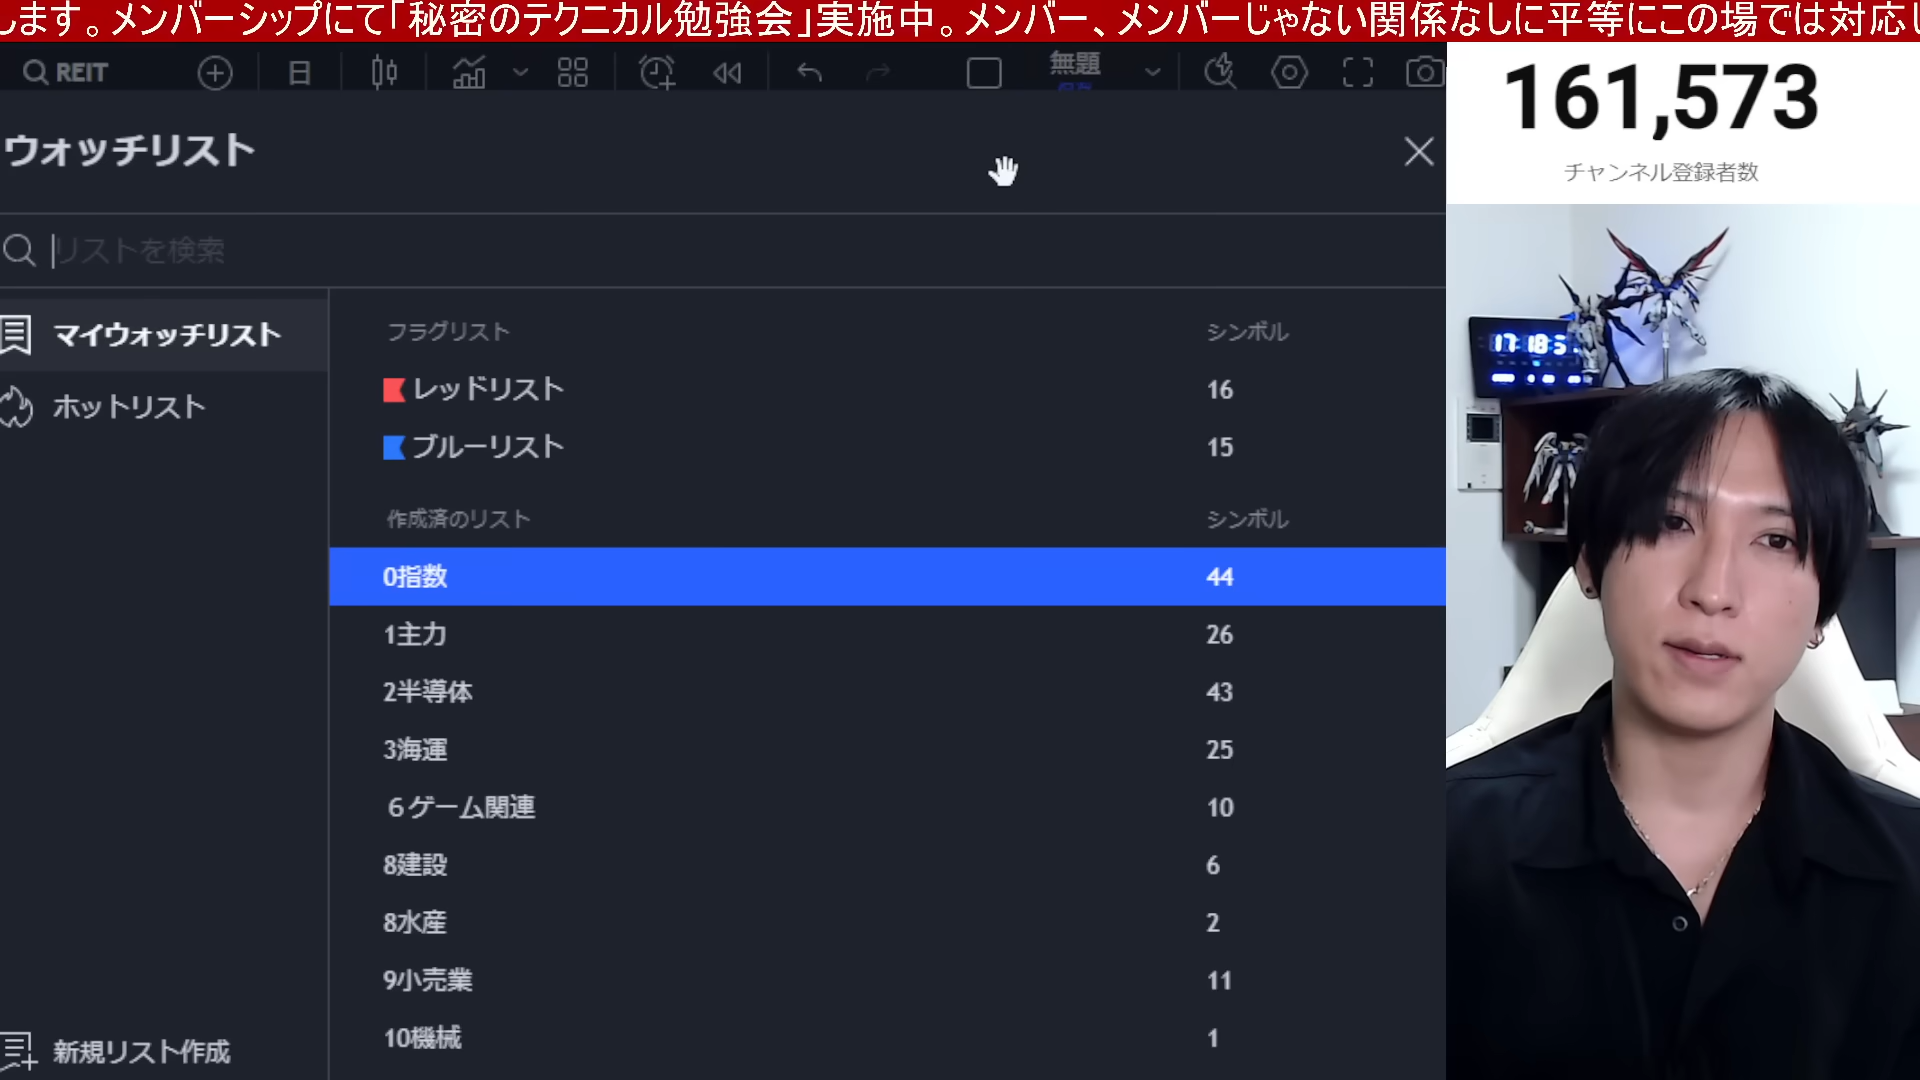 します。メンバーシップにて「秘密のテクニカル勉強会」実施中。メンバー、メンバーじゃない関係なしに平等にこの場では対応し
REIT
日
無題
161,573
チャンネル登録者数
ウォッチリスト
リストを検索
マイウォッチリスト
ホットリスト
フラグリスト シンボル
レッドリスト 16
ブルーリスト 15
作成済のリスト シンボル
0指数 44
1主力 26
2半導体 43
3海運 25
６ゲーム関連 10
8建設 6
8水産 2
9小売業 11
10機械 1
新規リスト作成
17:18:5